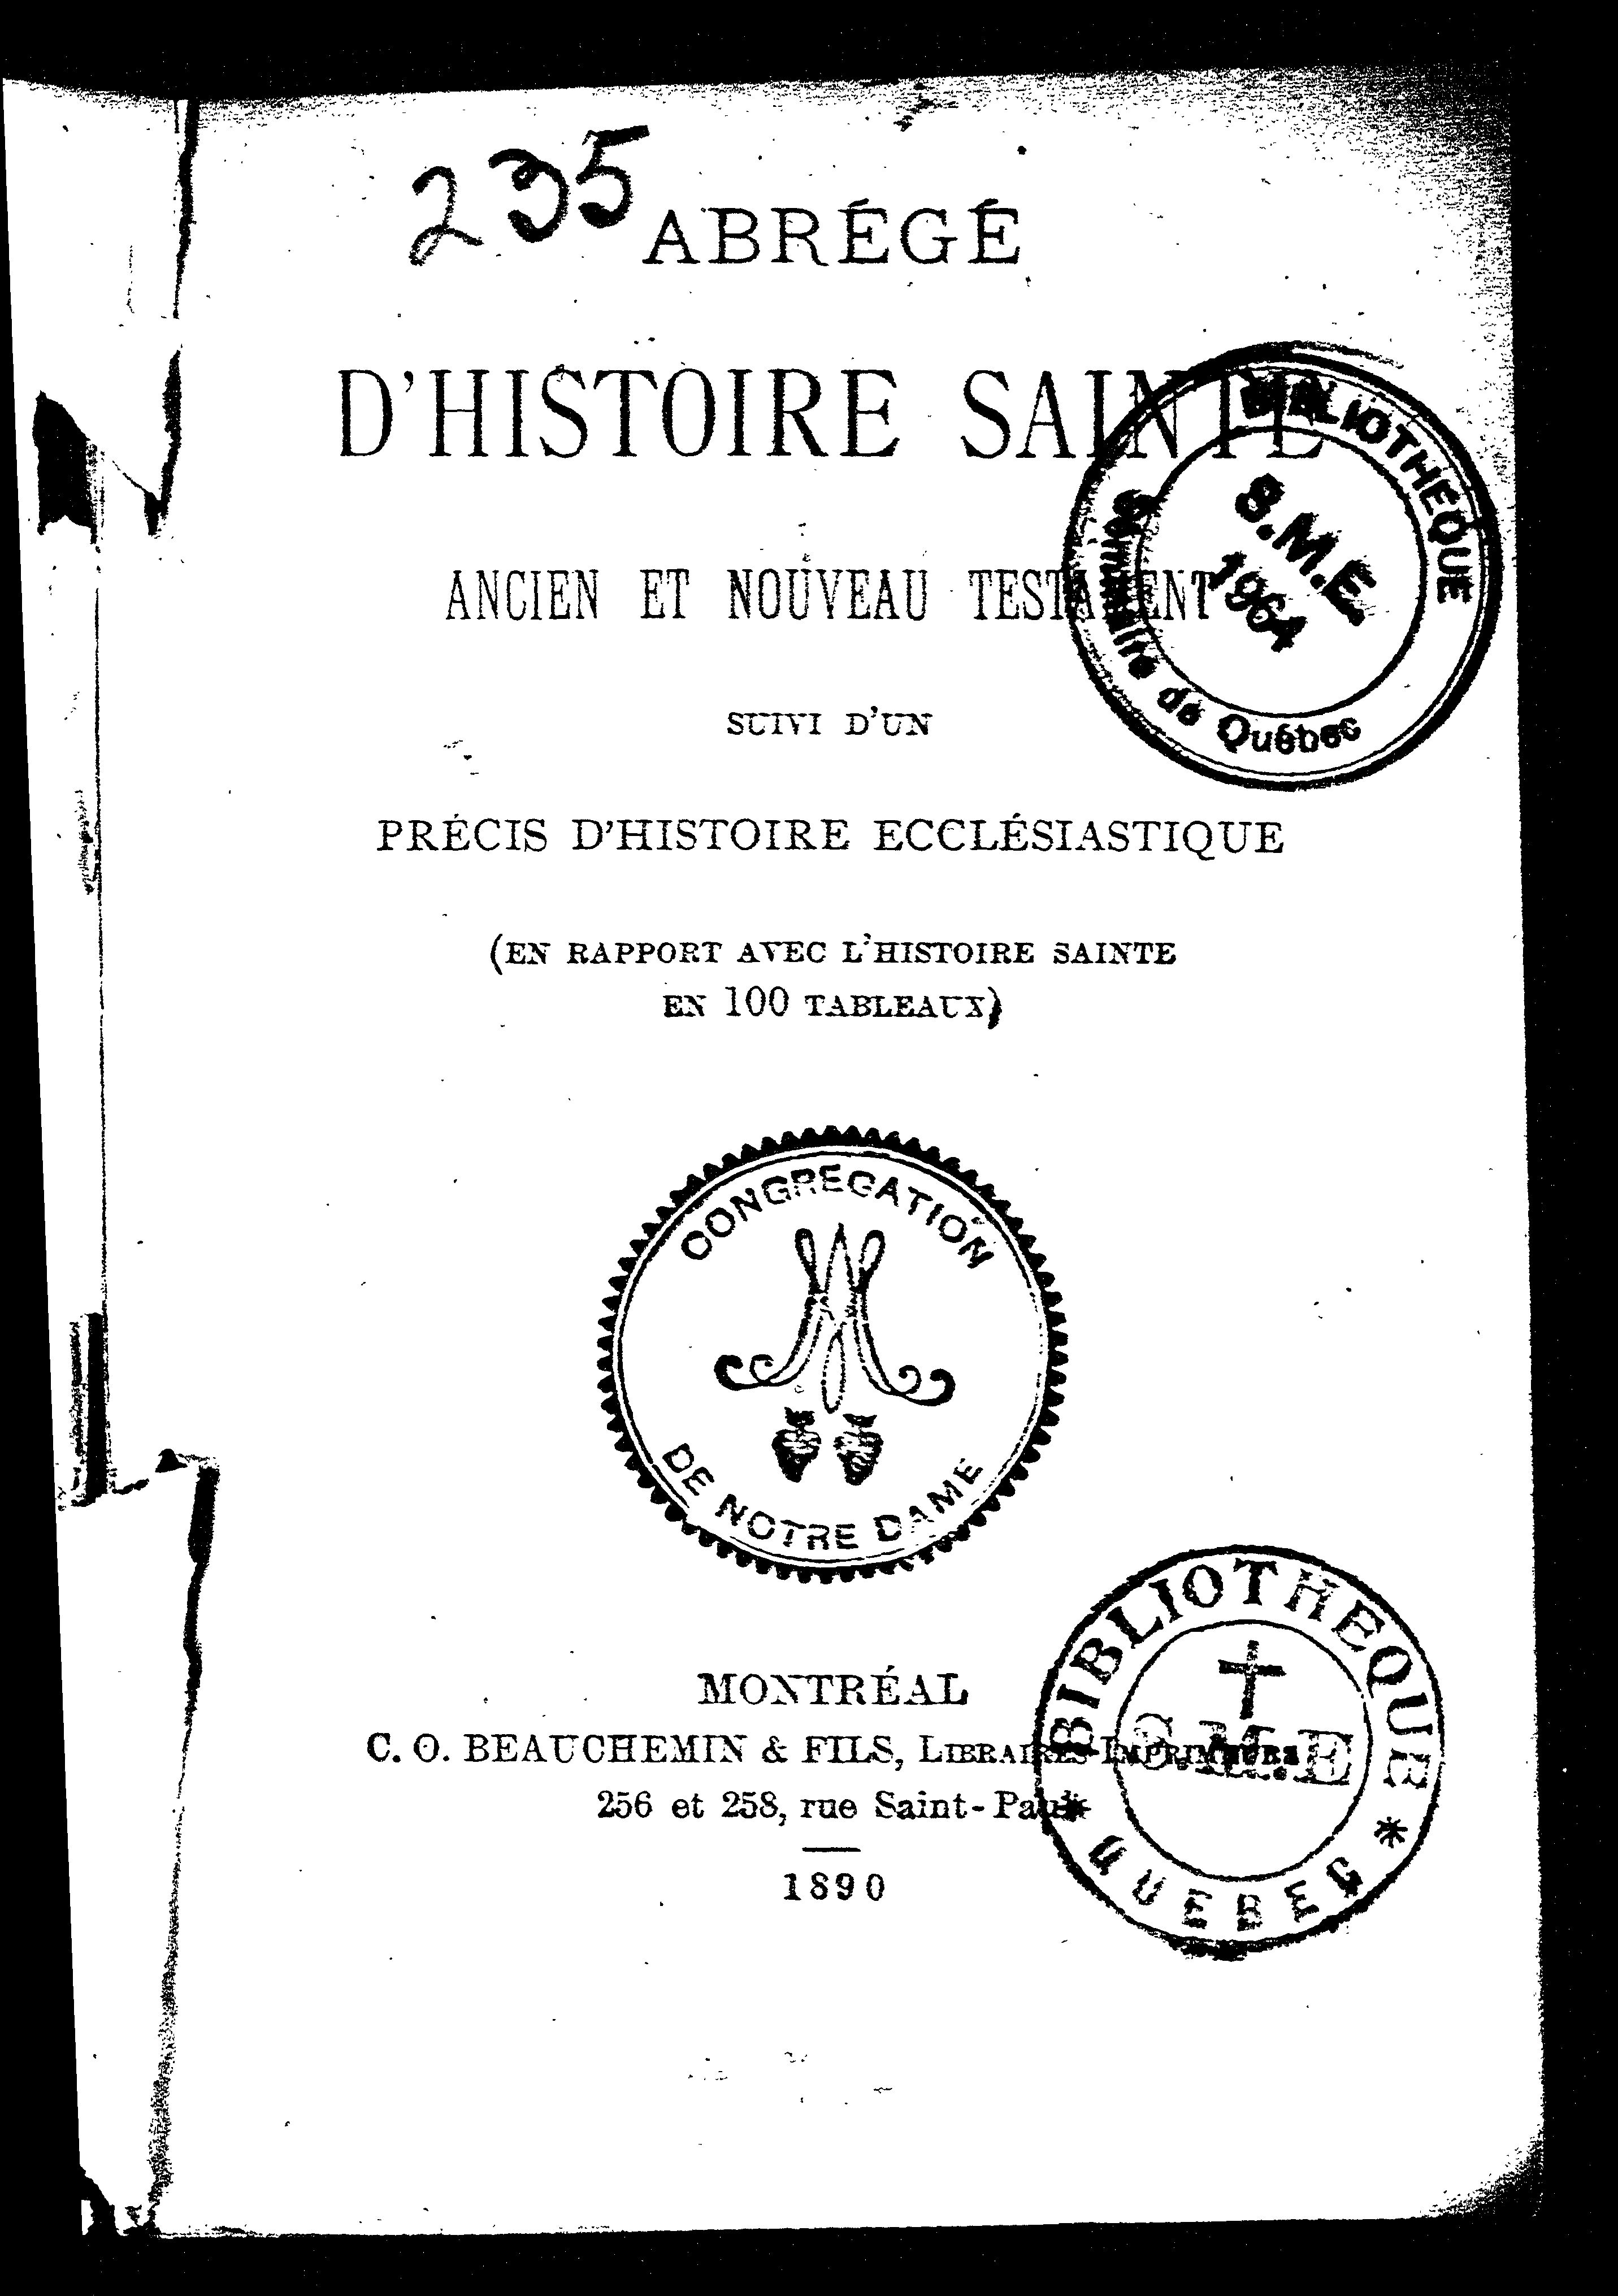 235
ABRÉGÉ
D'HISTOIRE SAINTE
ANCIEN ET NOUVEAU TESTAMENT
SUIVI D'UN
PRÉCIS D'HISTOIRE ECCLÉSIASTIQUE
(EN RAPPORT AVEC L'HISTOIRE SAINTE
EN 100 TABLEAUX)
BIBLIOTHEQUE
S.M.E
1964
Séminaire de Québec
CONGREGATION
DE NOTRE DAME
MONTRÉAL
C. O. BEAUCHEMIN & FILS, LIBRAIRES-IMPRIMEURS
256 et 258, rue Saint-Paul
1890
BIBLIOTHEQUE
S.M.E
* QUEBEC *